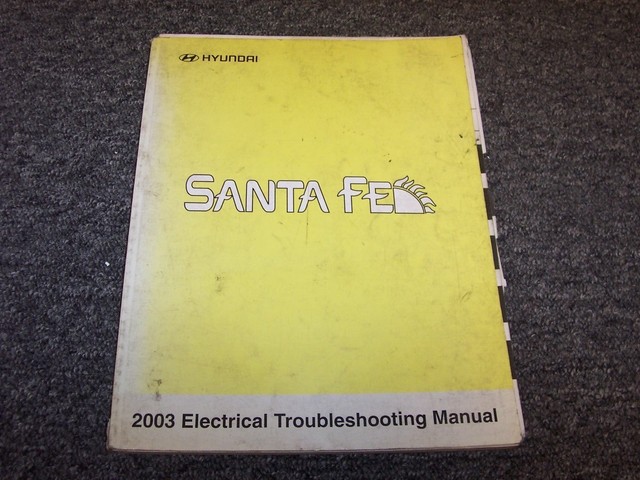 HYUNDAI
SANTA FE
2003 Electrical Troubleshooting Manual